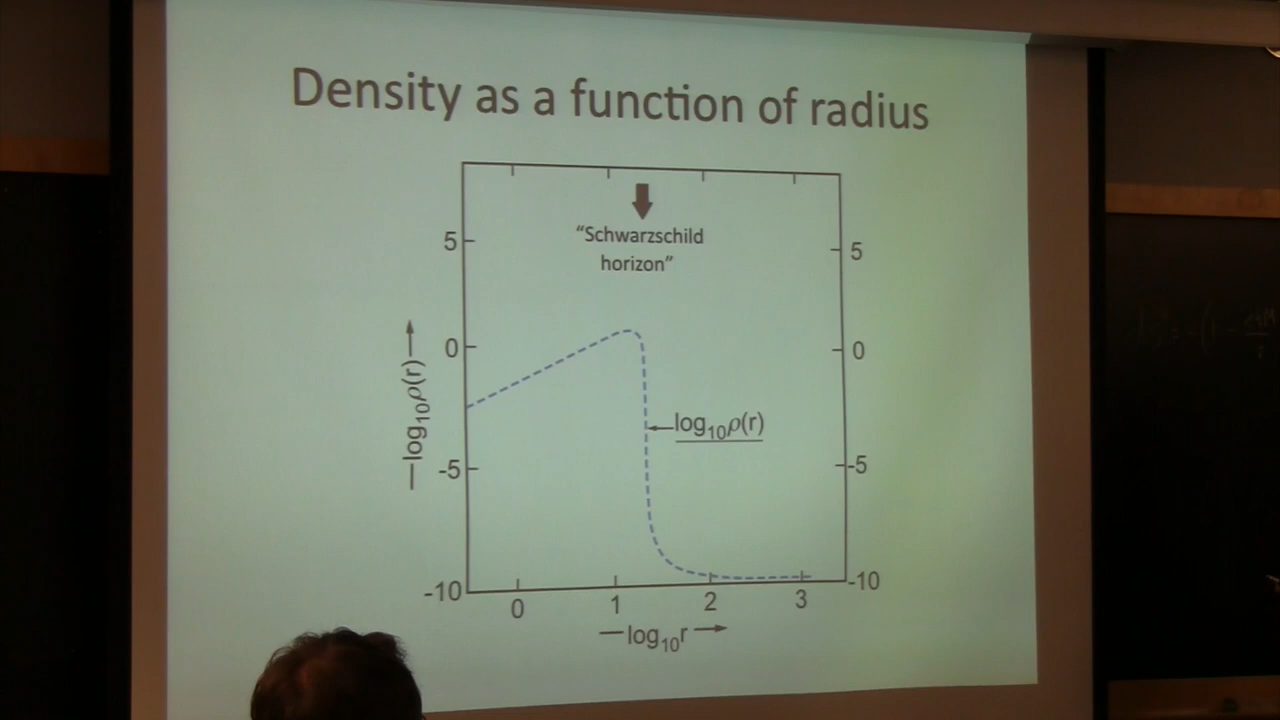 Density as a function of radius
"Schwarzschild
horizon"
5
5
0
0
—log₁₀ρ(r)→
←log₁₀ρ(r)
-5
-5
-10
-10
0 1 2 3
—log₁₀r→